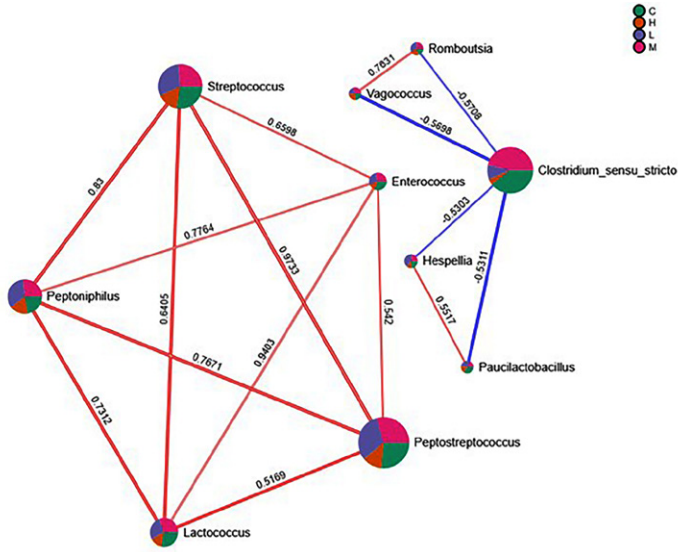 C
H
L
M
Romboutsia
0.7631
Vagococcus
-0.5708
Streptococcus
-0.5698
0.6598
Clostridium_sensu_stricto
Enterococcus
0.83
-0.5303
0.7764
0.9733
Hespellia
-0.5311
Peptoniphilus
0.6405
0.542
0.5517
0.9403
0.7671
Paucilactobacillus
0.7312
Peptostreptococcus
0.5169
Lactococcus